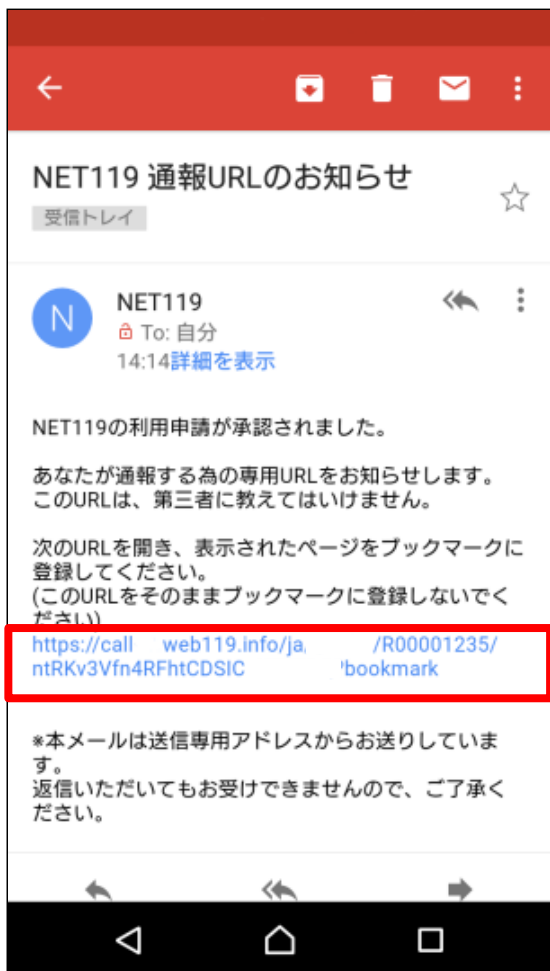 NET119 通報URLのお知らせ
受信トレイ
N
NET119
To: 自分
14:14詳細を表示
NET119の利用申請が承認されました。
あなたが通報する為の専用URLをお知らせします。
このURLは、第三者に教えてはいけません。
次のURLを開き、表示されたページをブックマークに
登録してください。
(このURLをそのままブックマークに登録しないでく
ださい)
https://call web119.info/ja /R00001235/
ntRKv3Vfn4RFhtCDSIC bookmark
*本メールは送信専用アドレスからお送りしていま
す。
返信いただいてもお受けできませんので、ご了承く
ださい。